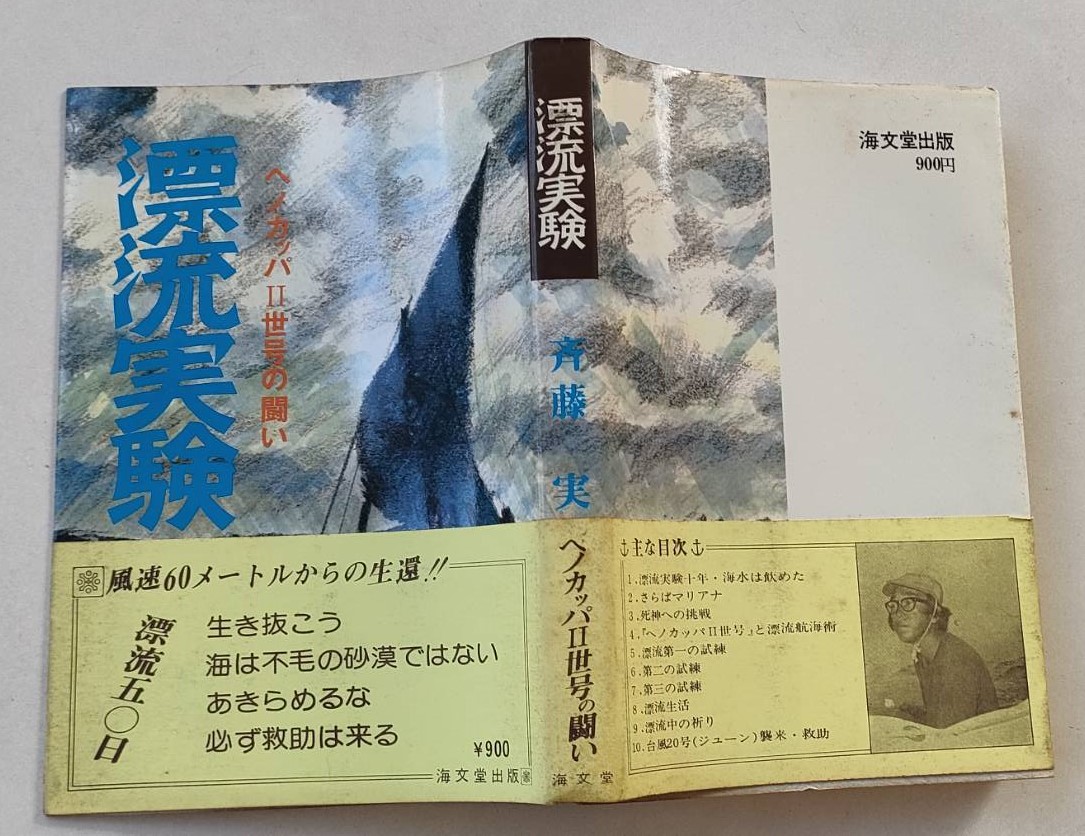 漂流実験
ヘノカッパII世号の闘い
風速60メートルからの生還!!
漂流五〇日
生き抜こう
海は不毛の砂漠ではない
あきらめるな
必ず救助は来る
¥900
海文堂出版
漂流実験
斉藤 実
ヘノカッパII世号の闘い
海文堂
海文堂出版
900円
主な目次
1.漂流実験十年・海水は飲めた
2.さらばマリアナ
3.死神への挑戦
4.『ヘノカッパII世号』と漂流航海術
5.漂流第一の試練
6.第二の試練
7.第三の試練
8.漂流生活
9.漂流中の祈り
10.台風20号(ジューン)襲来・救助